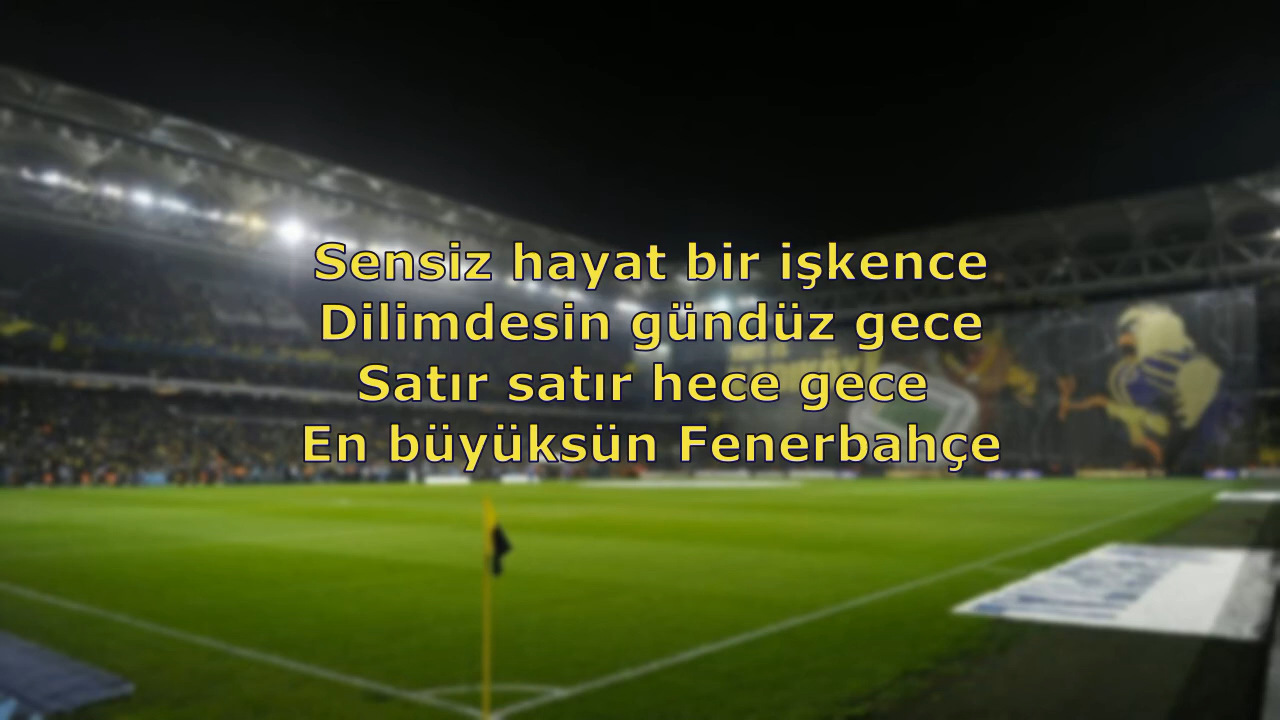 Sensiz hayat bir işkence
Dilimdesin gündüz gece
Satır satır hece gece
En büyüksün Fenerbahçe